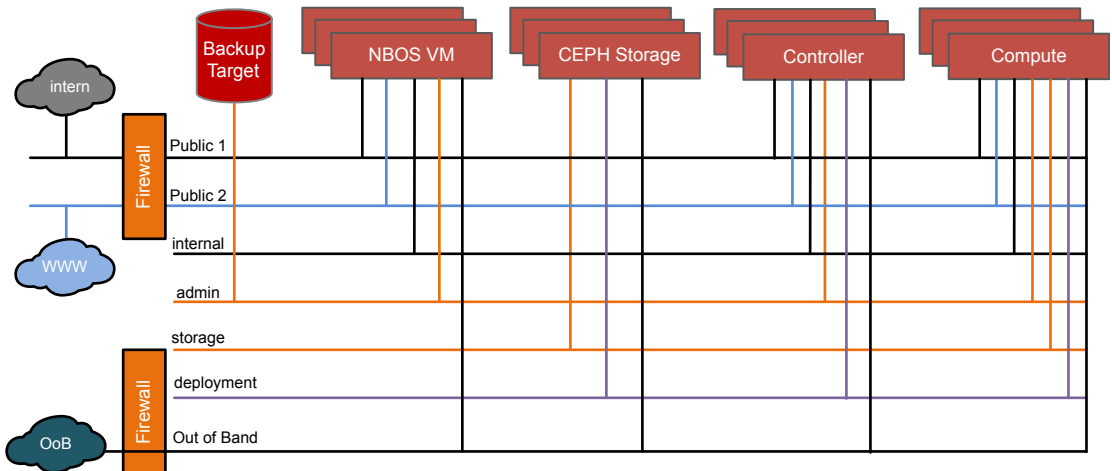 Backup
Target
NBOS VM
CEPH Storage
Controller
Compute
intern
Firewall
Public 1
Public 2
WWW
internal
admin
storage
deployment
Firewall
OoB
Out of Band